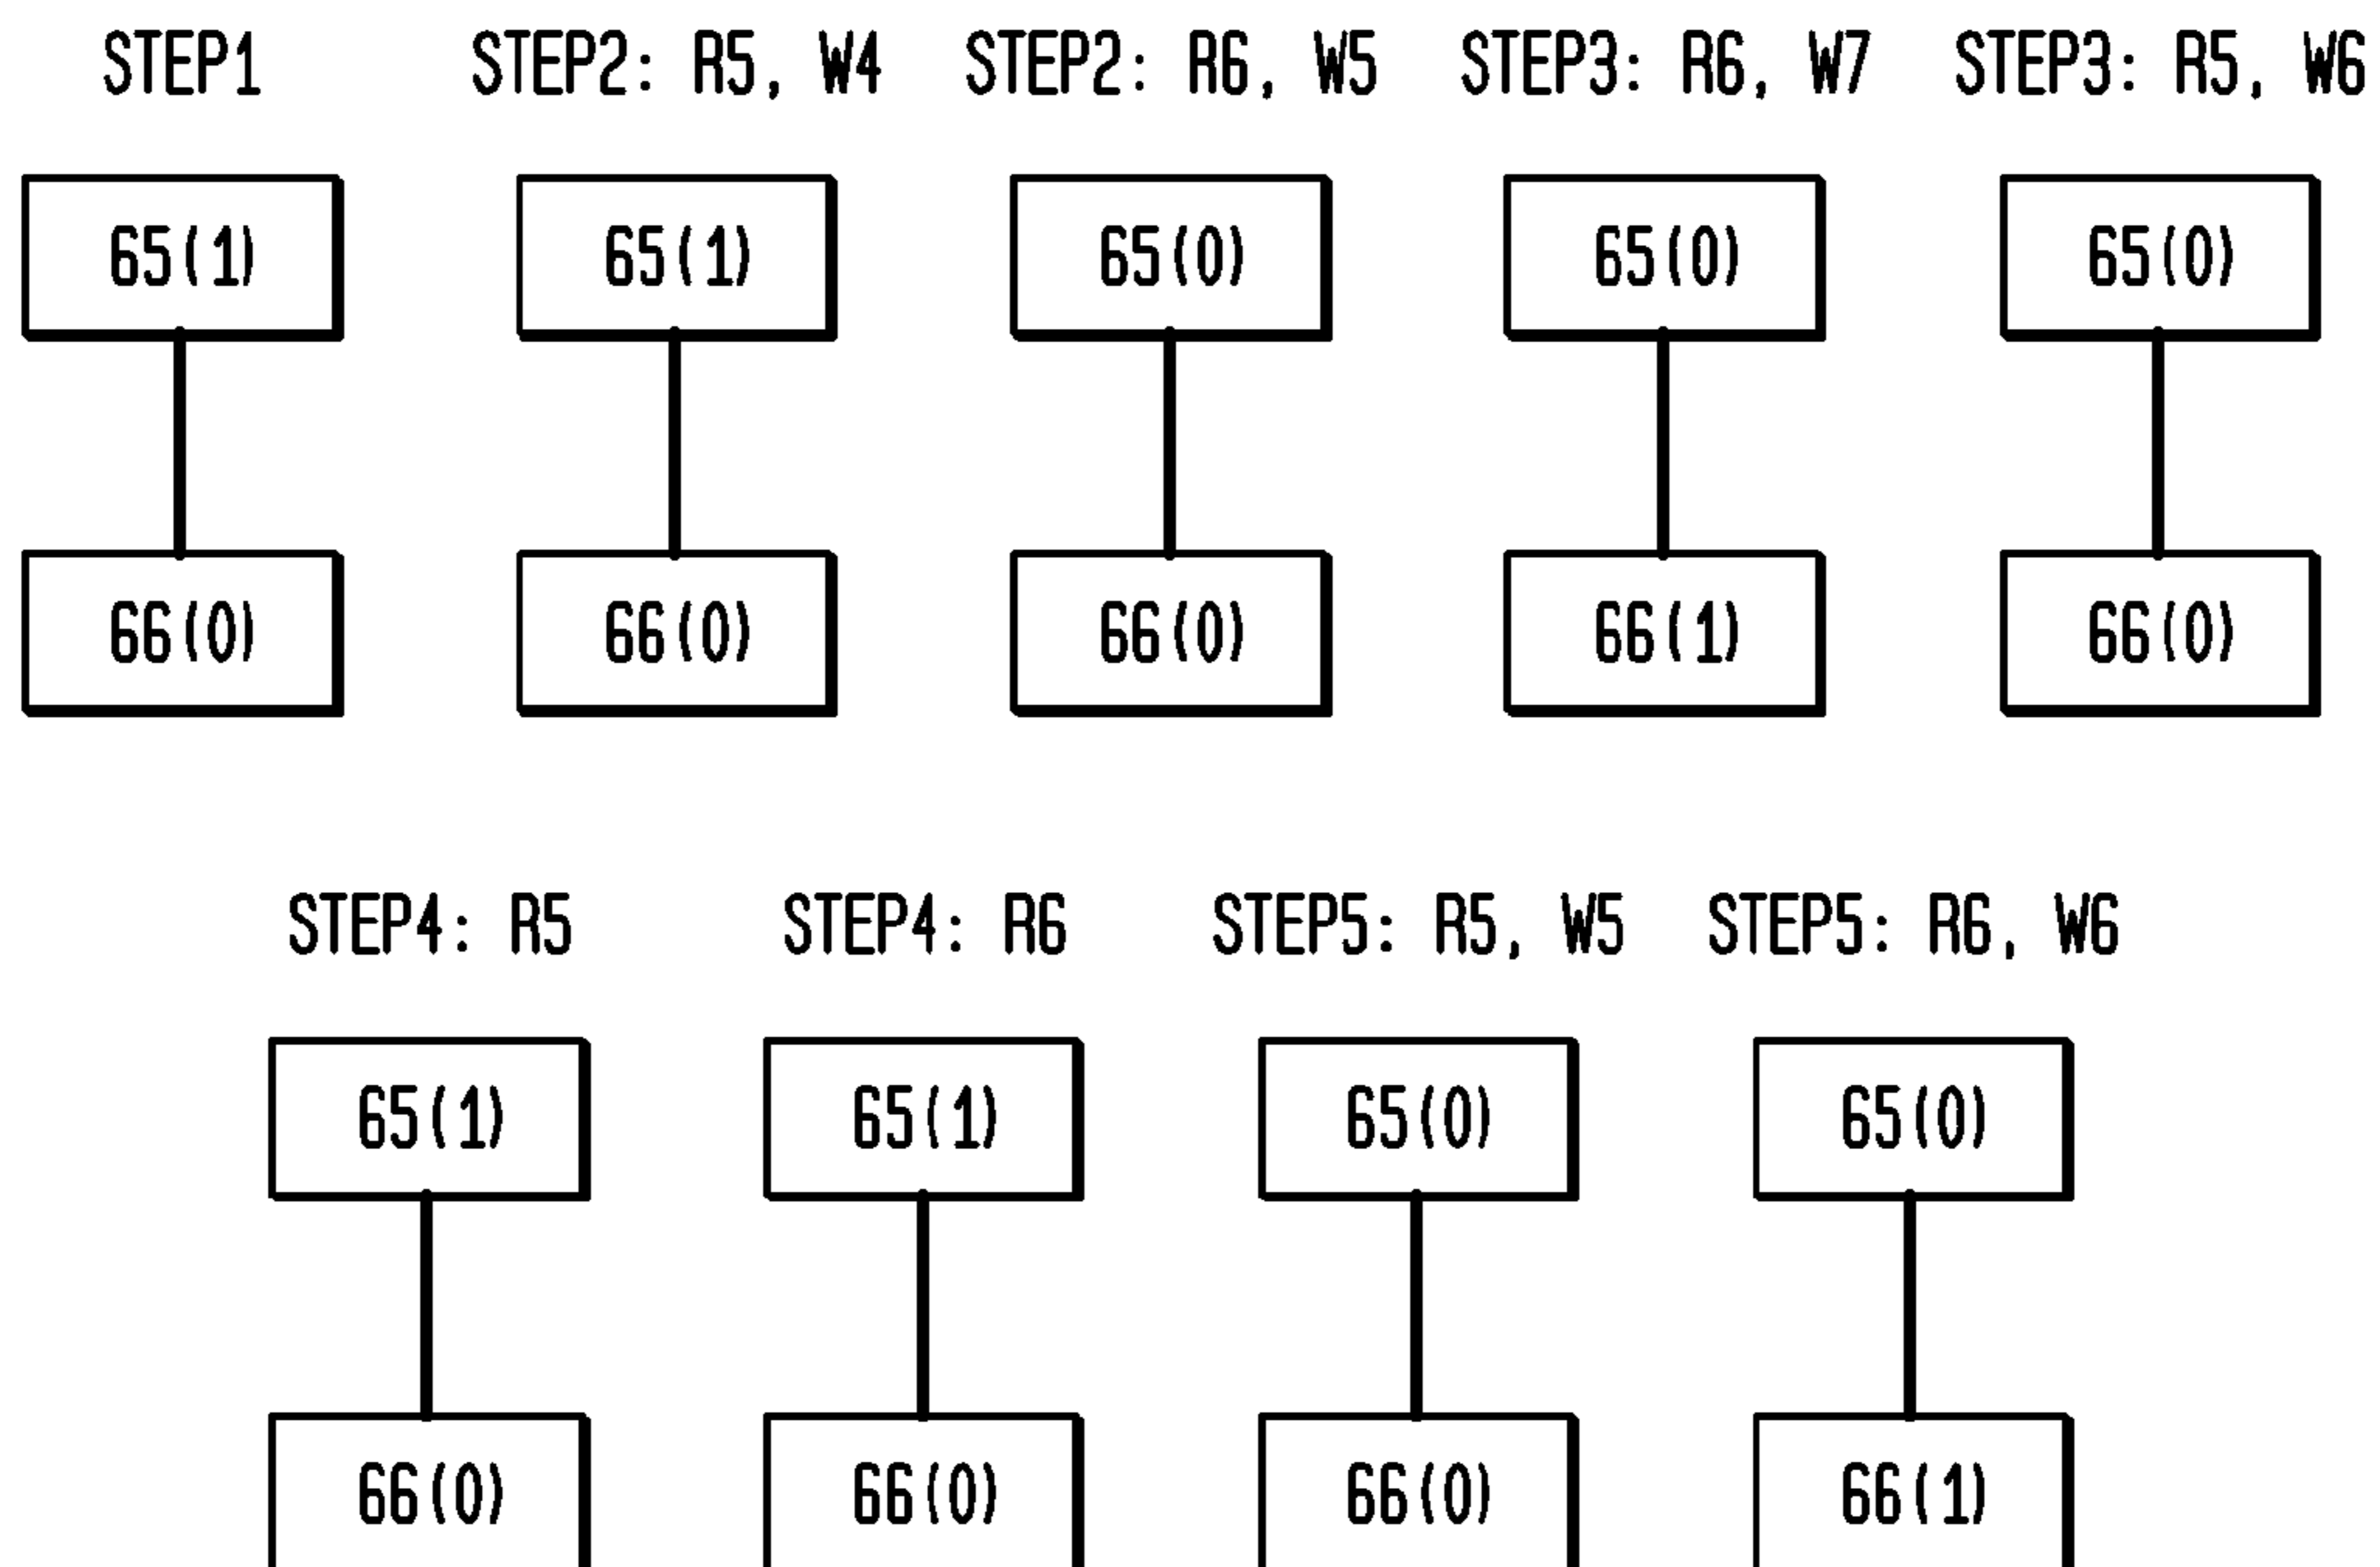 STEP1 STEP2: R5, W4 STEP2: R6, W5 STEP3: R6, W7 STEP3: R5, W6
65(1) 65(1) 65(0) 65(0) 65(0)
66(0) 66(0) 66(0) 66(1) 66(0)
STEP4: R5 STEP4: R6 STEP5: R5, W5 STEP5: R6, W6
65(1) 65(1) 65(0) 65(0)
66(0) 66(0) 66(0) 66(1)